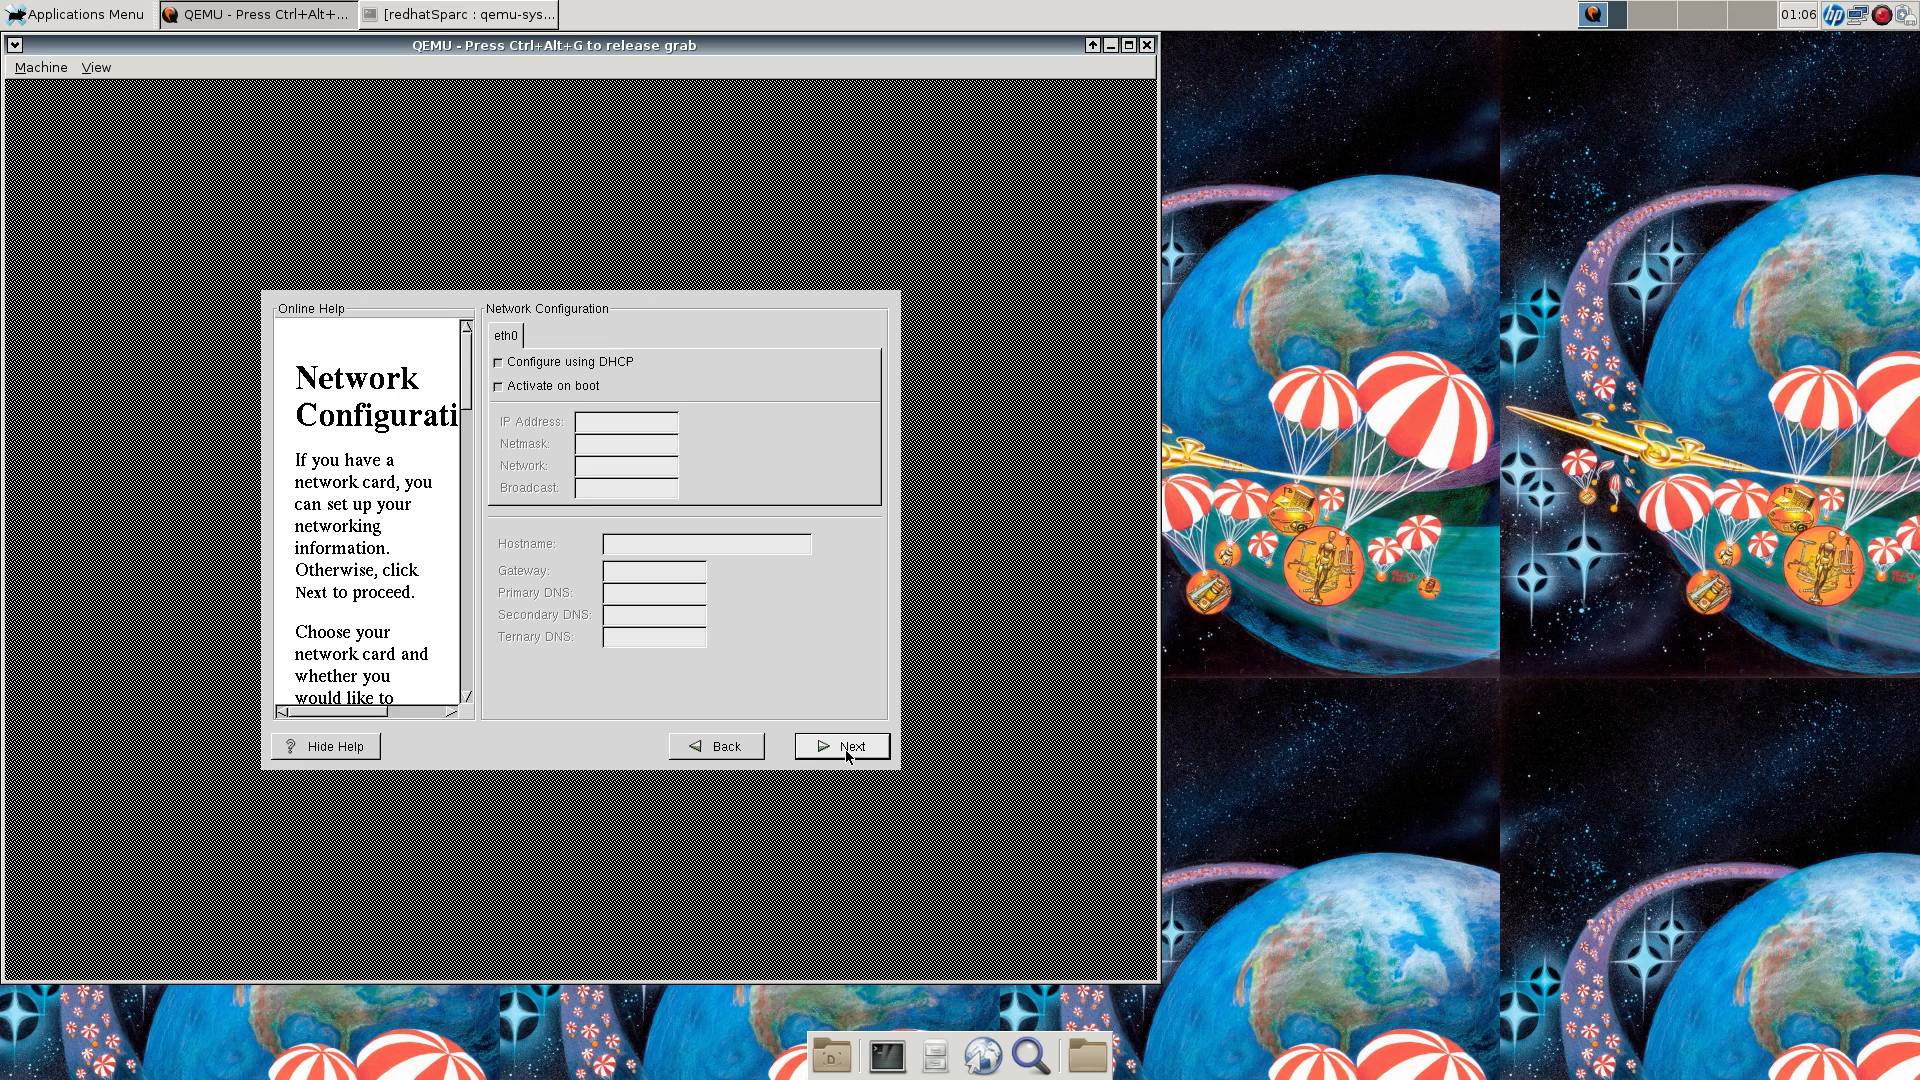 Applications Menu
QEMU - Press Ctrl+Alt+...
[redhatSparc : qemu-sys...
01:06
QEMU - Press Ctrl+Alt+G to release grab
Machine View
Online Help
Network
Configurati
If you have a
network card, you
can set up your
networking
information.
Otherwise, click
Next to proceed.
Choose your
network card and
whether you
would like to
Network Configuration
eth0
Configure using DHCP
Activate on boot
IP Address:
Netmask:
Network:
Broadcast:
Hostname:
Gateway:
Primary DNS:
Secondary DNS:
Ternary DNS:
Hide Help
Back
Next